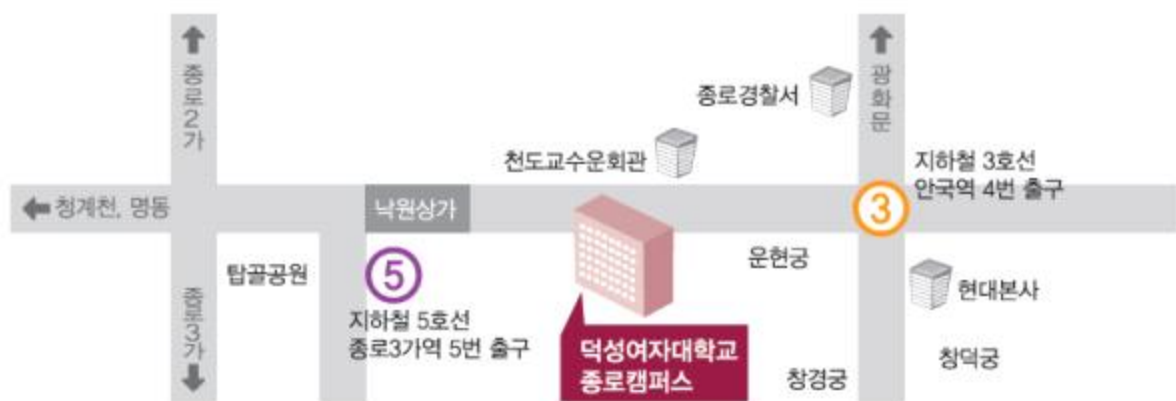 종로2가
광화문
종로경찰서
천도교수운회관
지하철 3호선
안국역 4번 출구
청계천, 명동
낙원상가
3
탑골공원
5
운현궁
현대본사
종로3가
지하철 5호선
종로3가역 5번 출구
덕성여자대학교
종로캠퍼스
창덕궁
창경궁